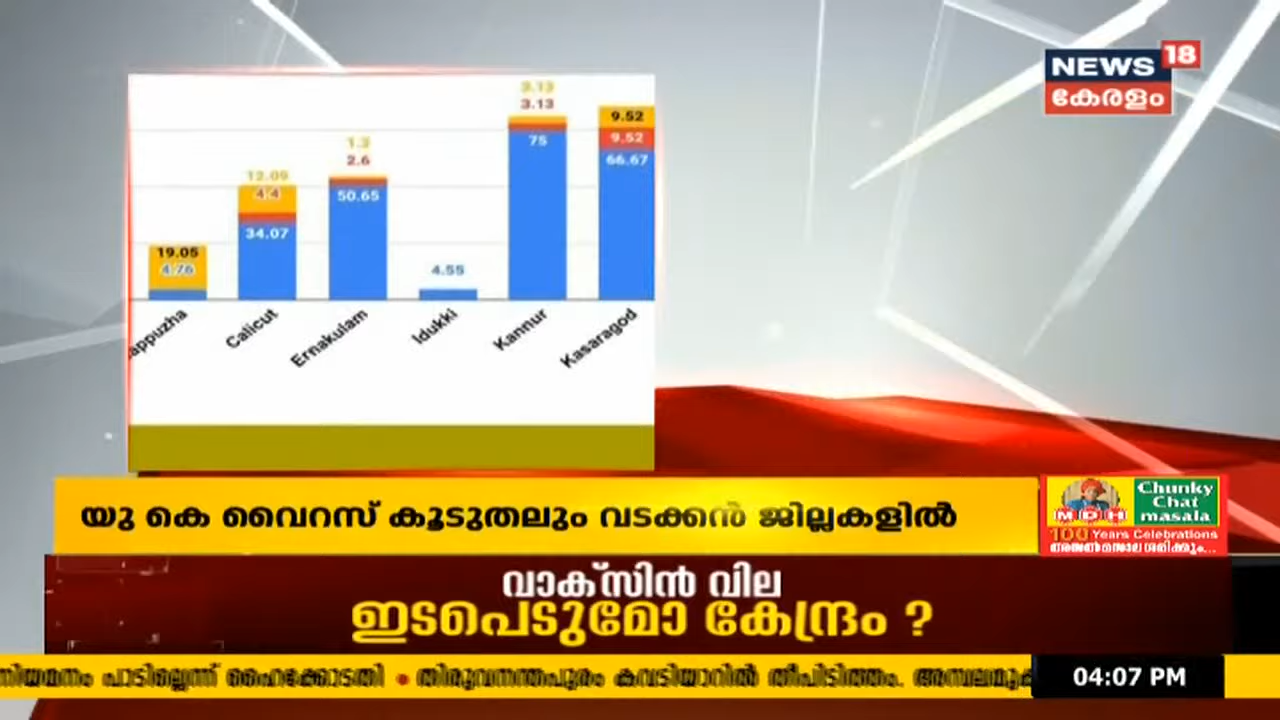 NEWS 18
കേരളം
3.13
3.13
75
9.52
9.52
66.67
1.3
2.6
50.65
12.09
4.4
34.07
19.05
4.76
4.55
appuzha
Calicut
Ernakulam
Idukki
Kannur
Kasaragod
യു കെ വൈറസ് കൂടുതലും വടക്കൻ ജില്ലകളിൽ
Chunky
Chat
masala
MDH
100 Years Celebrations
വാക്സിൻ വില
ഇടപെടുമോ കേന്ദ്രം ?
നിയമനം പാടില്ലെന്ന് ഹൈക്കോടതി • തിരുവനന്തപുരം കവടിയാറിൽ തീപിടിത്തം. അമ്പലമുക്
04:07 PM